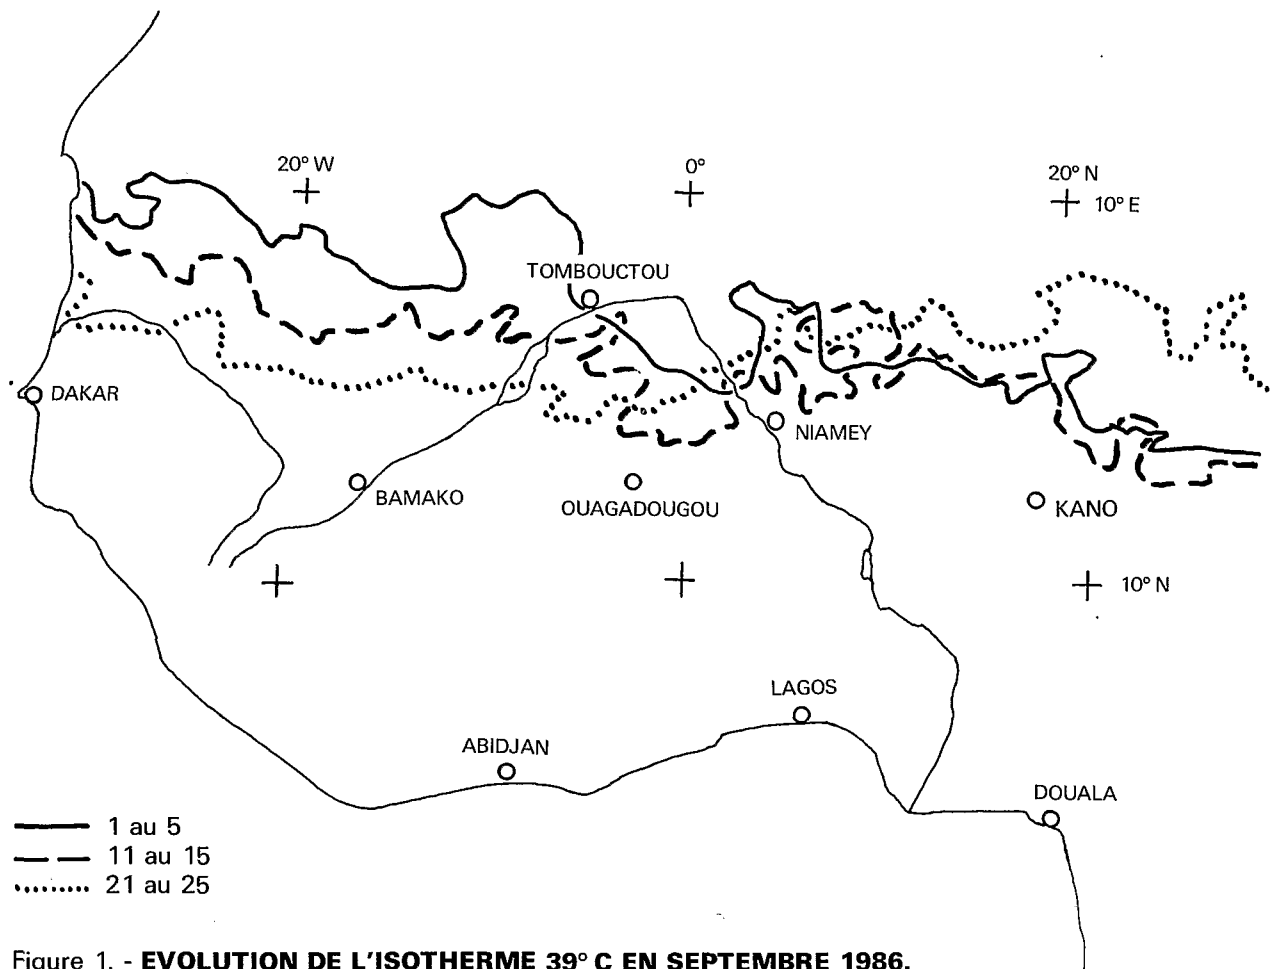 20° W
0°
20° N
10° E
TOMBOUCTOU
DAKAR
NIAMEY
BAMAKO
OUAGADOUGOU
KANO
10° N
LAGOS
ABIDJAN
DOUALA
1 au 5
11 au 15
21 au 25
Figure 1. - EVOLUTION DE L'ISOTHERME 39° C EN SEPTEMBRE 1986.